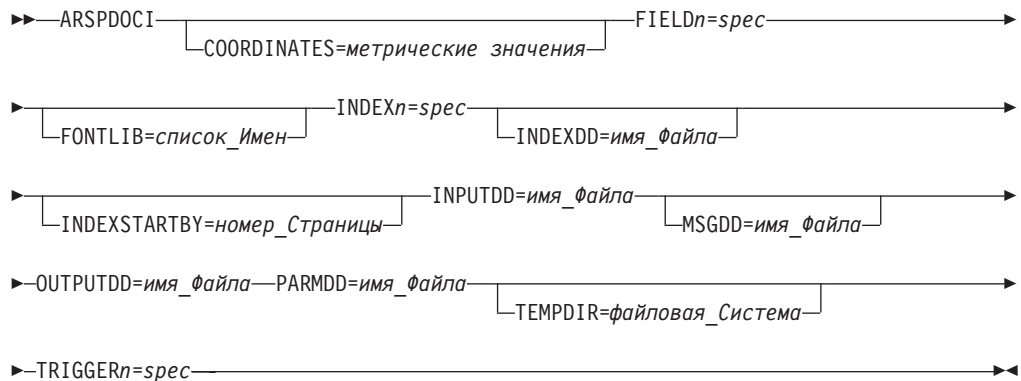 ARSPDOCI FIELDn=spec
COORDINATES=метрические значения
INDEXn=spec
FONTLIB=список_Имен INDEXDD=имя_Файла
INPUTDD=имя_Файла
INDEXSTARTBY=номер_Страницы MSGDD=имя_Файла
OUTPUTDD=имя_Файла PARMDD=имя_Файла
TEMPDIR=файловая_Система
TRIGGERn=spec